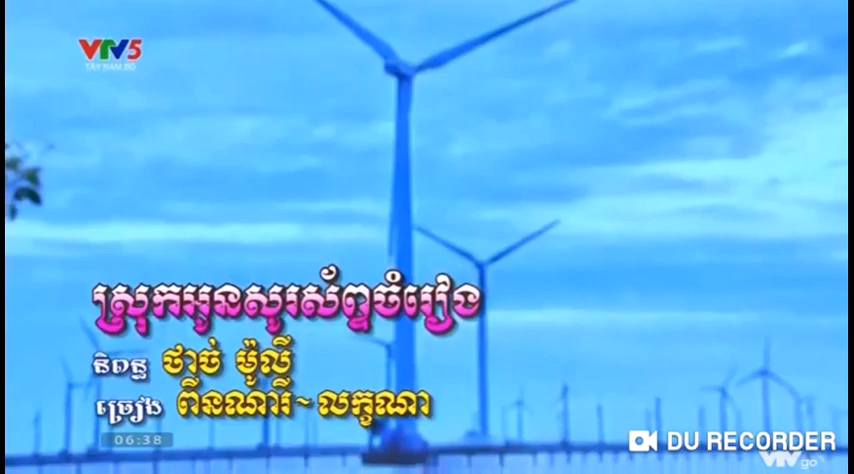 VTV5
TÂY NAM BỘ
ស្រុកអូនសូរស័ព្ទចំរៀង
និពន្ធ ថាច់ ម៉ូលី
ច្រៀង ពិនណារី ~ លក្ខណា
06:38
DU RECORDER
VTV go